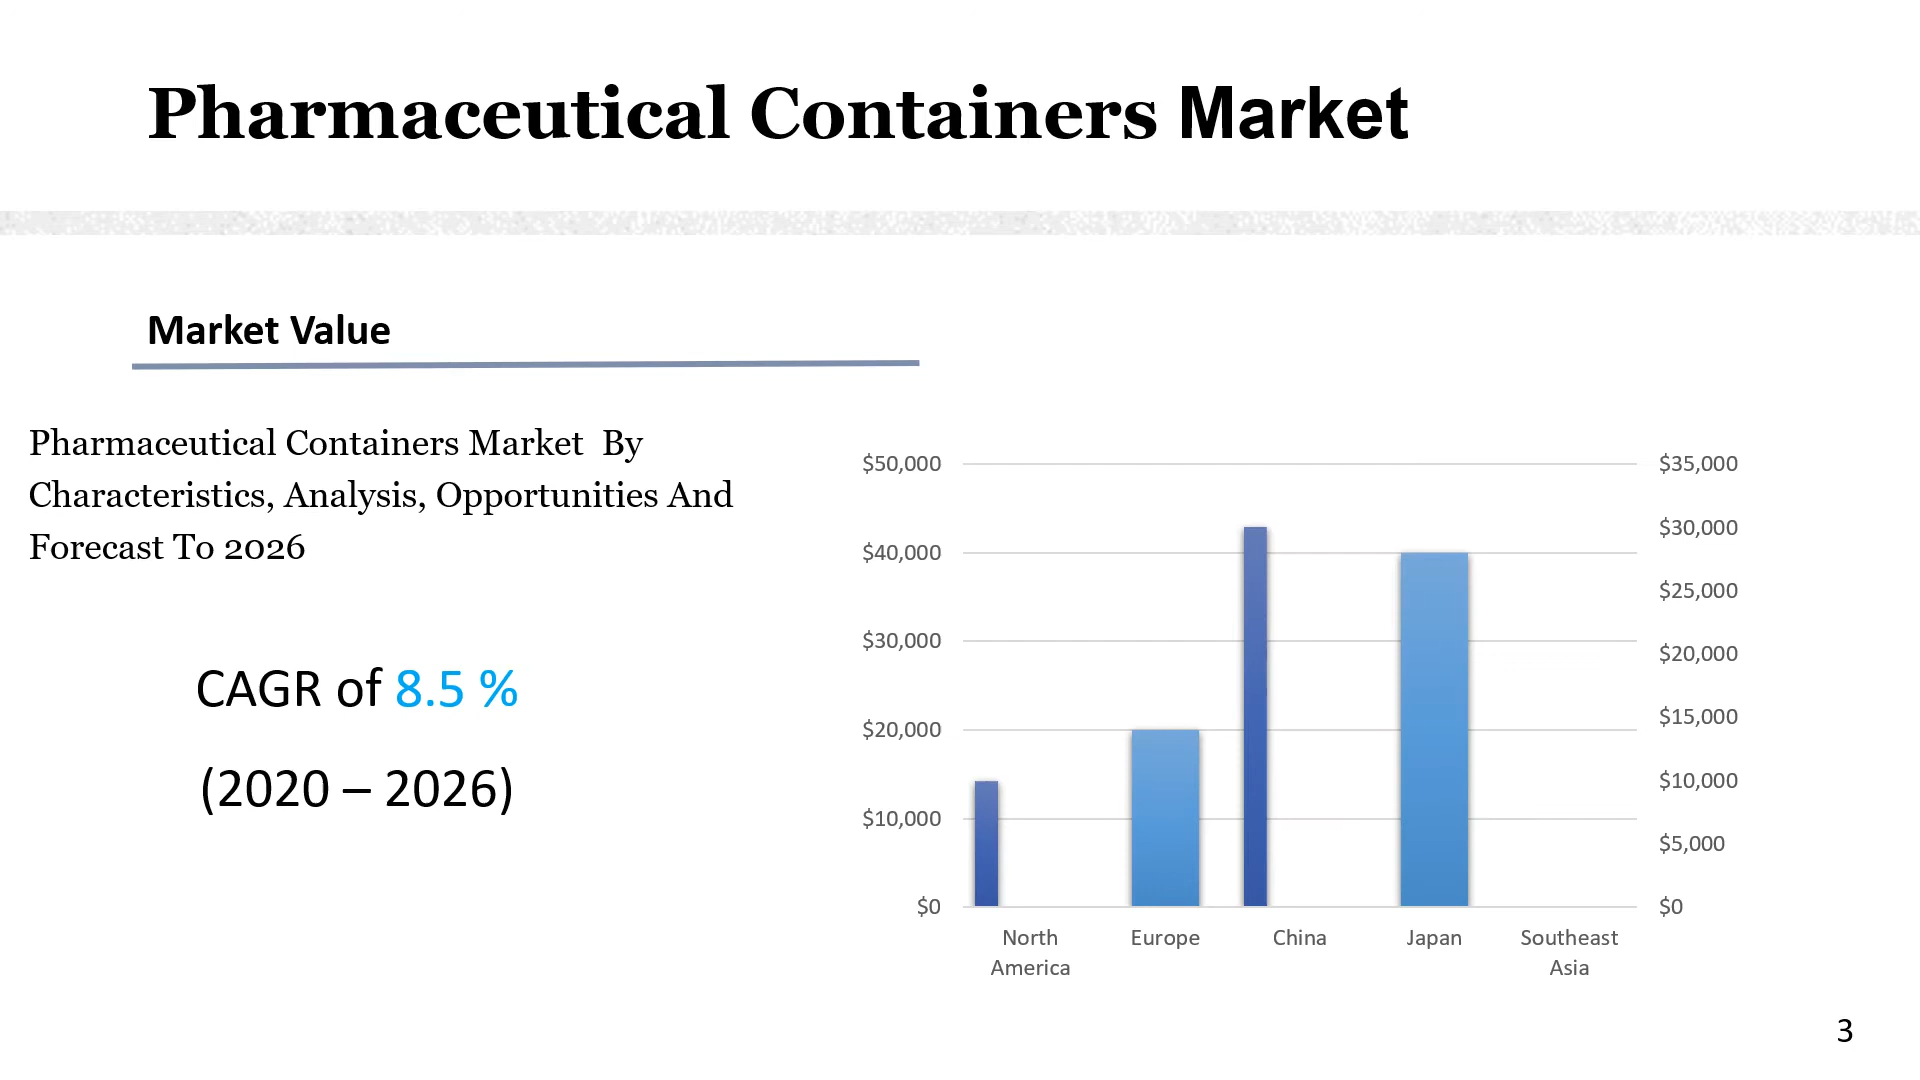 Pharmaceutical Containers Market
Market Value
Pharmaceutical Containers Market By
Characteristics, Analysis, Opportunities And
Forecast To 2026
CAGR of 8.5 %
(2020 – 2026)
$50,000
$40,000
$30,000
$20,000
$10,000
$0
$35,000
$30,000
$25,000
$20,000
$15,000
$10,000
$5,000
$0
North
America
Europe
China
Japan
Southeast
Asia
3